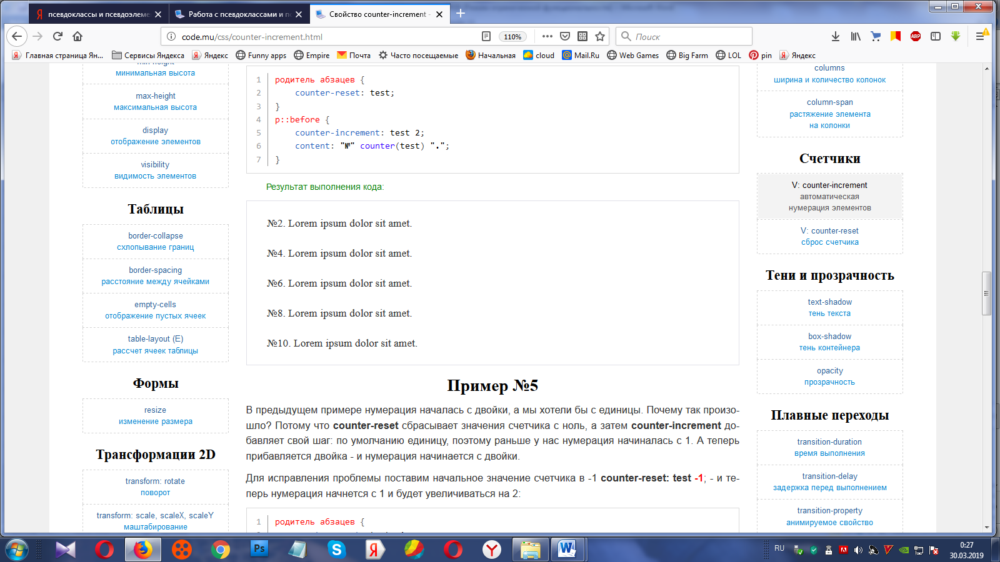 псевдоклассы и псевдоэлеме
Работа с псевдоклассами и по
Свойство counter-increment -
code.mu/css/counter-increment.html
110%
Поиск
Главная страница Ян...
Сервисы Яндекса
Яндекс
Funny apps
Empire
Почта
Часто посещаемые
Начальная
cloud
Mail.Ru
Web Games
Big Farm
LOL
pin
Яндекс
min-height
минимальная высота
max-height
максимальная высота
display
отображение элементов
visibility
видимость элементов
Таблицы
border-collapse
схлопывание границ
border-spacing
расстояние между ячейками
empty-cells
отображение пустых ячеек
table-layout (E)
рассчет ячеек таблицы
Формы
resize
изменение размера
Трансформации 2D
transform: rotate
поворот
transform: scale, scaleX, scaleY
маштабирование
1 родитель абзацев {
2 counter-reset: test;
3 }
4 p::before {
5 counter-increment: test 2;
6 content: "№" counter(test) ".";
7 }
Результат выполнения кода:
№2. Lorem ipsum dolor sit amet.
№4. Lorem ipsum dolor sit amet.
№6. Lorem ipsum dolor sit amet.
№8. Lorem ipsum dolor sit amet.
№10. Lorem ipsum dolor sit amet.
Пример №5
В предыдущем примере нумерация началась с двойки, а мы хотели бы с единицы. Почему так произо-
шло? Потому что counter-reset сбрасывает значения счетчика с ноль, а затем counter-increment до-
бавляет свой шаг: по умолчанию единицу, поэтому раньше у нас нумерация начиналась с 1. А теперь
прибавляется двойка - и нумерация начинается с двойки.
Для исправления проблемы поставим начальное значение счетчика в -1 counter-reset: test -1; - и те-
перь нумерация начнется с 1 и будет увеличиваться на 2:
1 родитель абзацев {
columns
ширина и количество колонок
column-span
растяжение элемента
на колонки
Счетчики
V: counter-increment
автоматическая
нумерация элементов
V: counter-reset
сброс счетчика
Тени и прозрачность
text-shadow
тень текста
box-shadow
тень контейнера
opacity
прозрачность
Плавные переходы
transition-duration
время выполнения
transition-delay
задержка перед выполнением
transition-property
анимируемое свойство
RU
0:27
30.03.2019